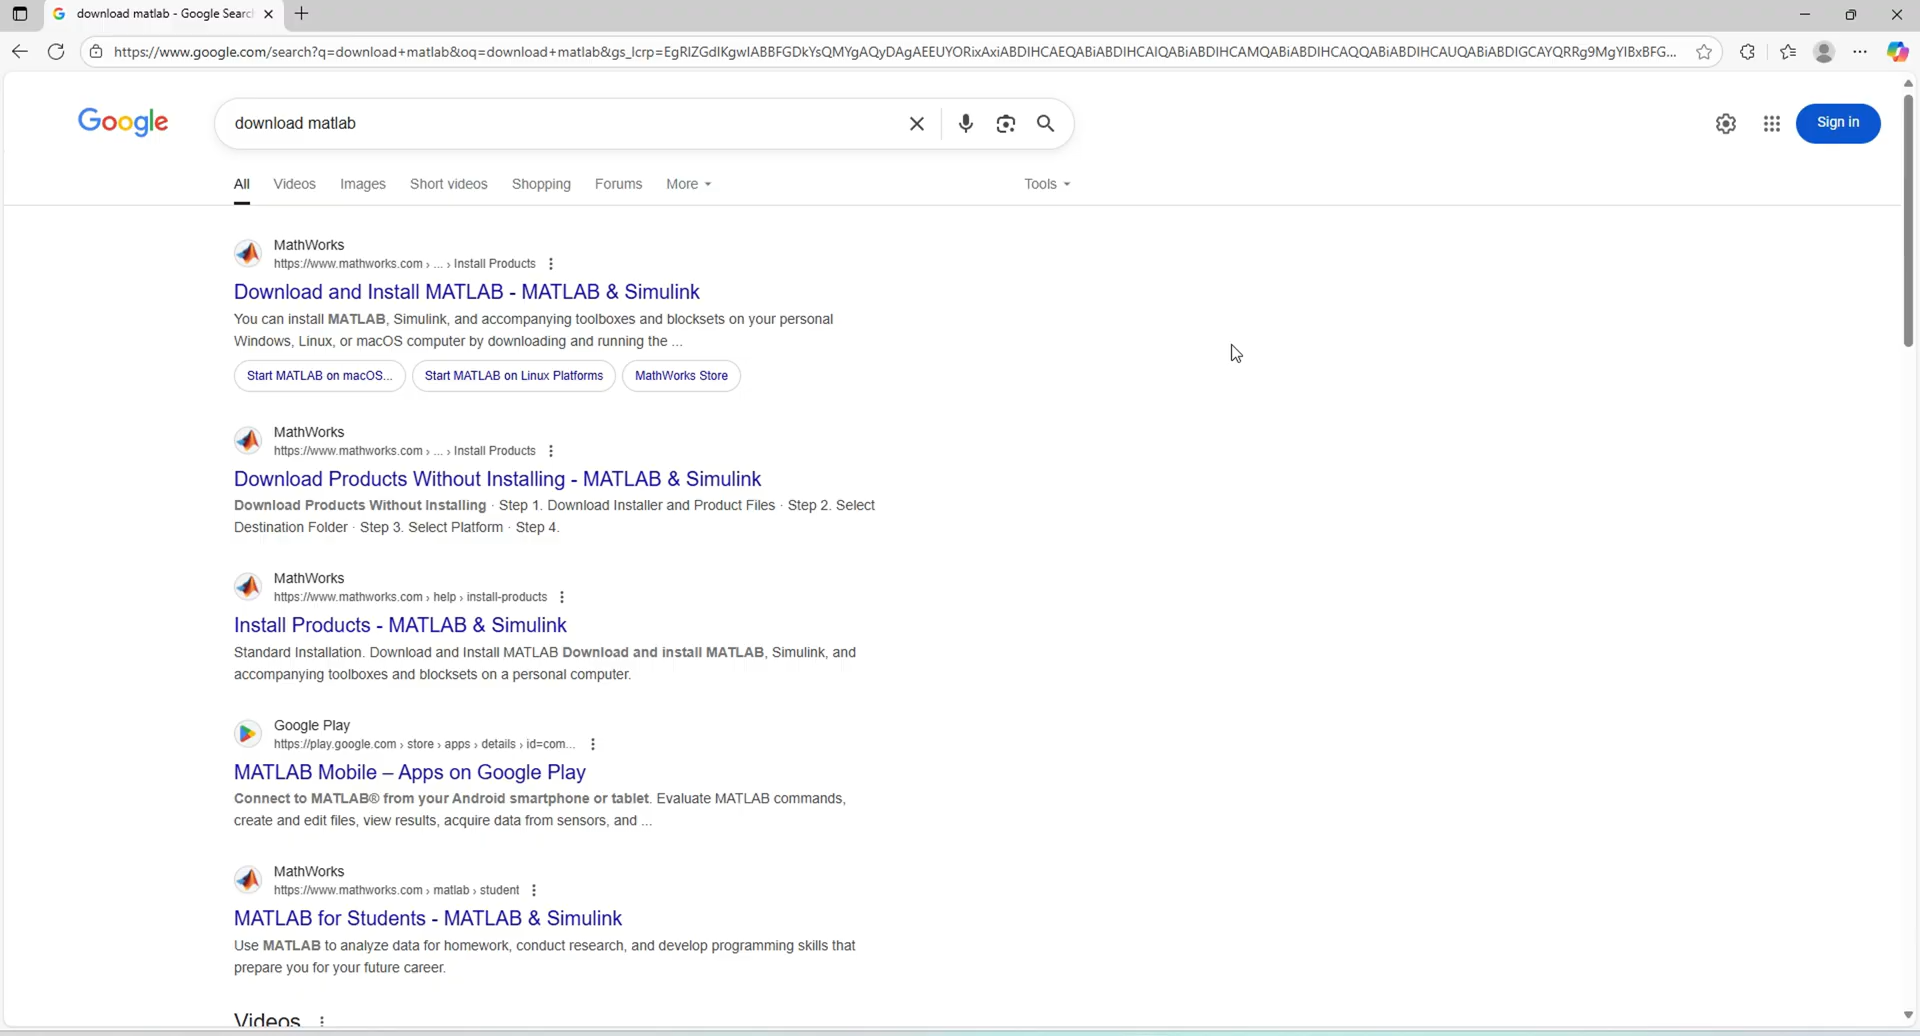 download matlab - Google Searc
https://www.google.com/search?q=download+matlab&oq=download+matlab&gs_lcrp=EgRlZGdlKgwIABBFGDkYsQMYgAQyDAgAEEUYORixAxiABDIHCAEQABiABDIHCAIQABiABDIHCAMQABiABDIHCAQQABiABDIHCAUQABiABDIGCAYQRRg9MgYIBxBFG...
Google
download matlab
Sign in
All Videos Images Short videos Shopping Forums More Tools
MathWorks
https://www.mathworks.com › ... › Install Products
Download and Install MATLAB - MATLAB & Simulink
You can install MATLAB, Simulink, and accompanying toolboxes and blocksets on your personal
Windows, Linux, or macOS computer by downloading and running the ...
Start MATLAB on macOS... Start MATLAB on Linux Platforms MathWorks Store
MathWorks
https://www.mathworks.com › ... › Install Products
Download Products Without Installing - MATLAB & Simulink
Download Products Without Installing · Step 1. Download Installer and Product Files · Step 2. Select
Destination Folder · Step 3. Select Platform · Step 4.
MathWorks
https://www.mathworks.com › help › install-products
Install Products - MATLAB & Simulink
Standard Installation. Download and Install MATLAB Download and install MATLAB, Simulink, and
accompanying toolboxes and blocksets on a personal computer.
Google Play
https://play.google.com › store › apps › details › id=com...
MATLAB Mobile – Apps on Google Play
Connect to MATLAB® from your Android smartphone or tablet. Evaluate MATLAB commands,
create and edit files, view results, acquire data from sensors, and ...
MathWorks
https://www.mathworks.com › matlab › student
MATLAB for Students - MATLAB & Simulink
Use MATLAB to analyze data for homework, conduct research, and develop programming skills that
prepare you for your future career.
Videos